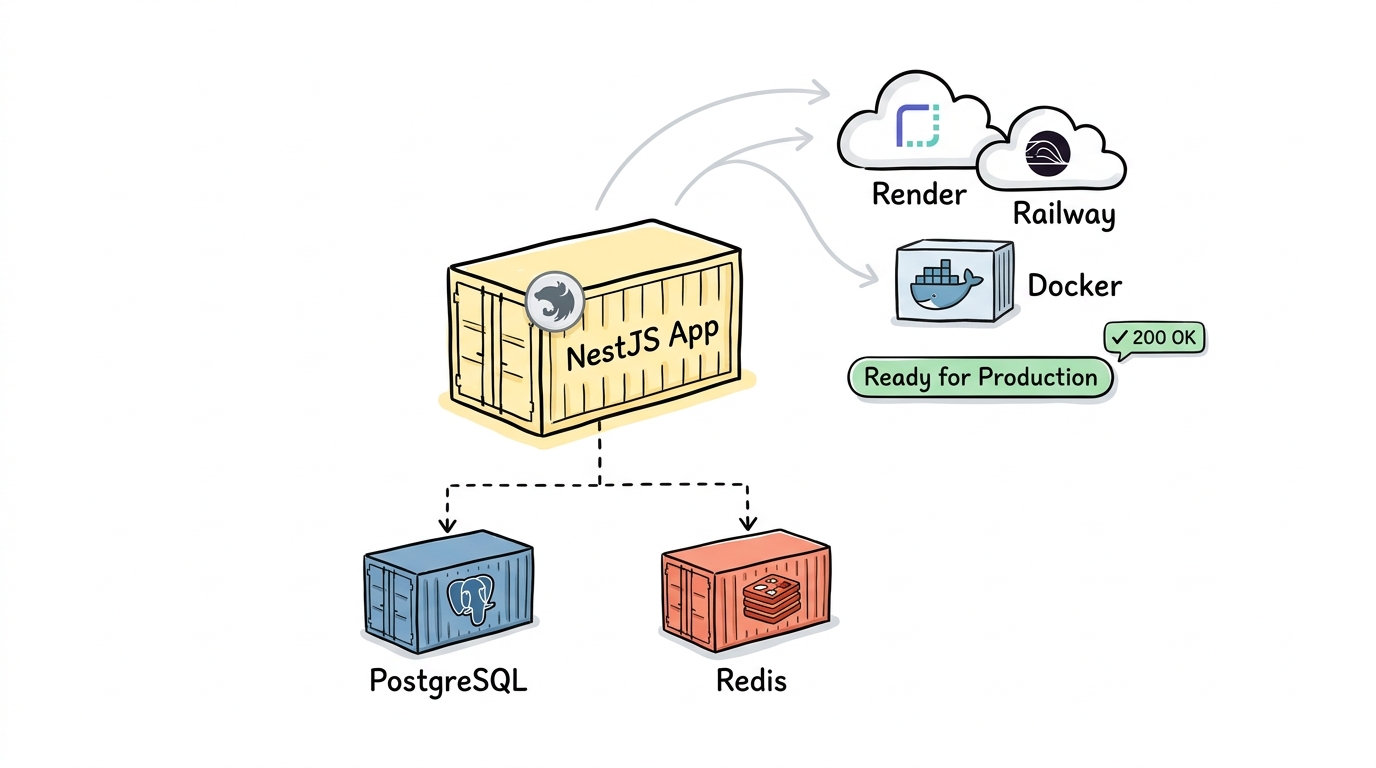 Render
Railway
Docker
NestJS App
✓ 200 OK
Ready for Production
PostgreSQL
Redis